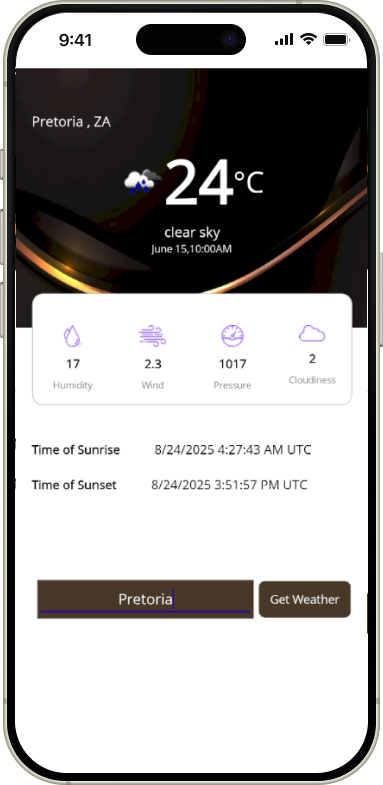 9:41
Pretoria , ZA
24°C
clear sky
June 15,10:00AM
17 2.3 1017 2
Humidity Wind Pressure Cloudiness
Time of Sunrise 8/24/2025 4:27:43 AM UTC
Time of Sunset 8/24/2025 3:51:57 PM UTC
Pretoria Get Weather